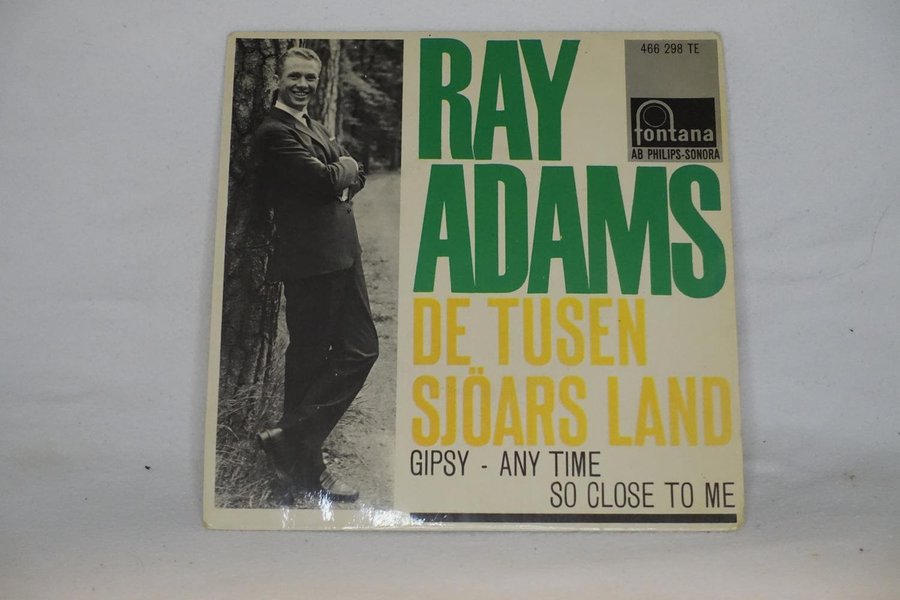 RAY
ADAMS
466 298 TE
fontana
AB PHILIPS-SONORA
DE TUSEN
SJÖARS LAND
GIPSY - ANY TIME
SO CLOSE TO ME